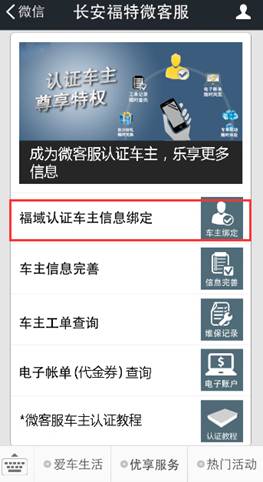 微信
长安福特微客服
认证车主
尊享特权
成为微客服认证车主，乐享更多
信息
福域认证车主信息绑定
车主绑定
车主信息完善
信息完善
车主工单查询
维保记录
电子帐单(代金券)查询
电子账户
*微客服车主认证教程
认证教程
爱车生活
优享服务
热门活动